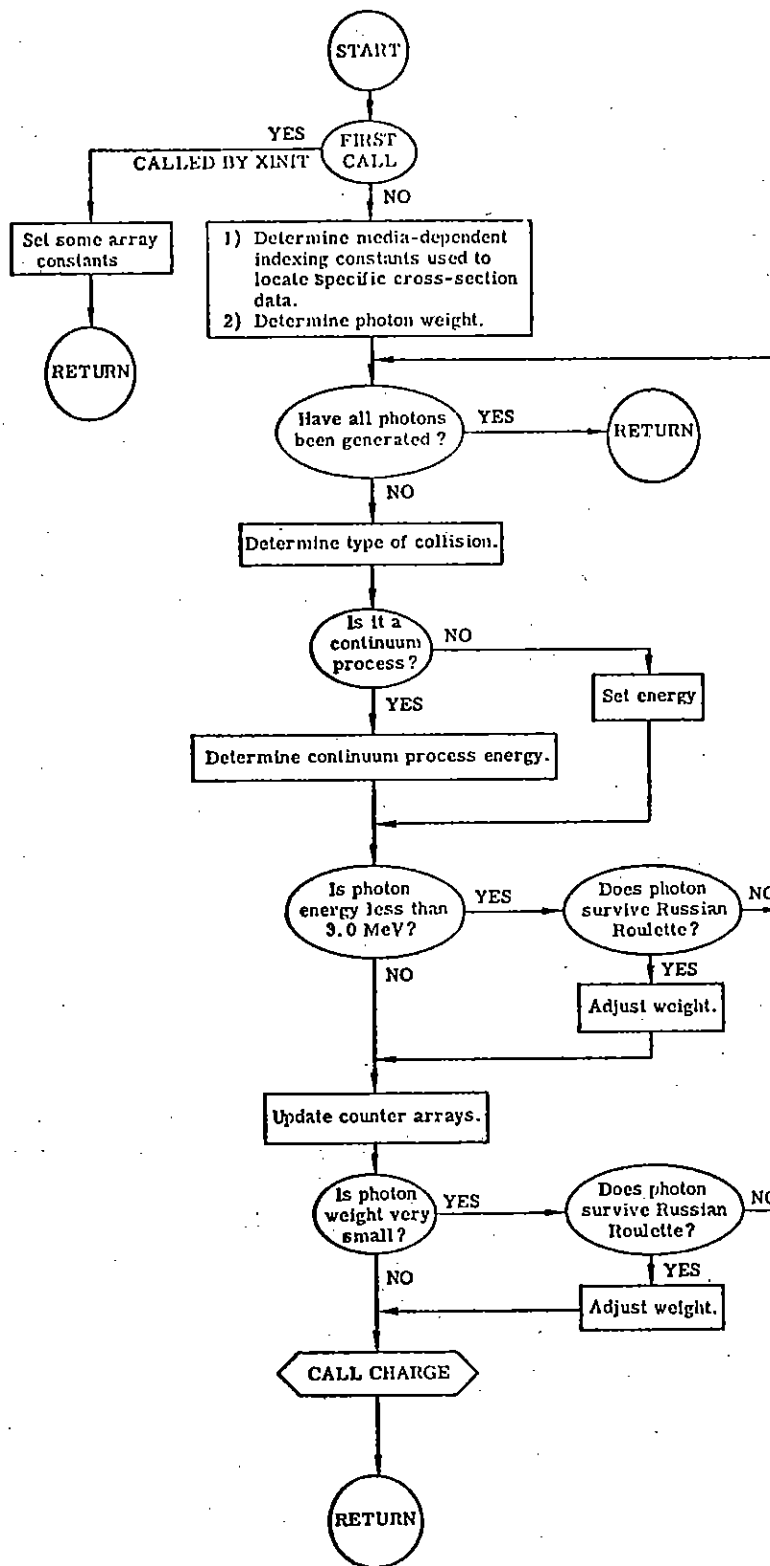 START
YES
CALLED BY XINIT
FIRST
CALL
NO
Set some array
constants
1) Determine media-dependent
indexing constants used to
locate specific cross-section
data.
2) Determine photon weight.
RETURN
Have all photons
been generated?
YES
RETURN
NO
Determine type of collision.
Is it a
continuum
process?
NO
YES
Set energy
Determine continuum process energy.
Is photon
energy less than
3.0 MeV?
YES
Does photon
survive Russian
Roulette?
NO
NO
YES
Adjust weight.
Update counter arrays.
Is photon
weight very
small?
YES
Does photon
survive Russian
Roulette?
NO
NO
YES
Adjust weight.
CALL CHARGE
RETURN